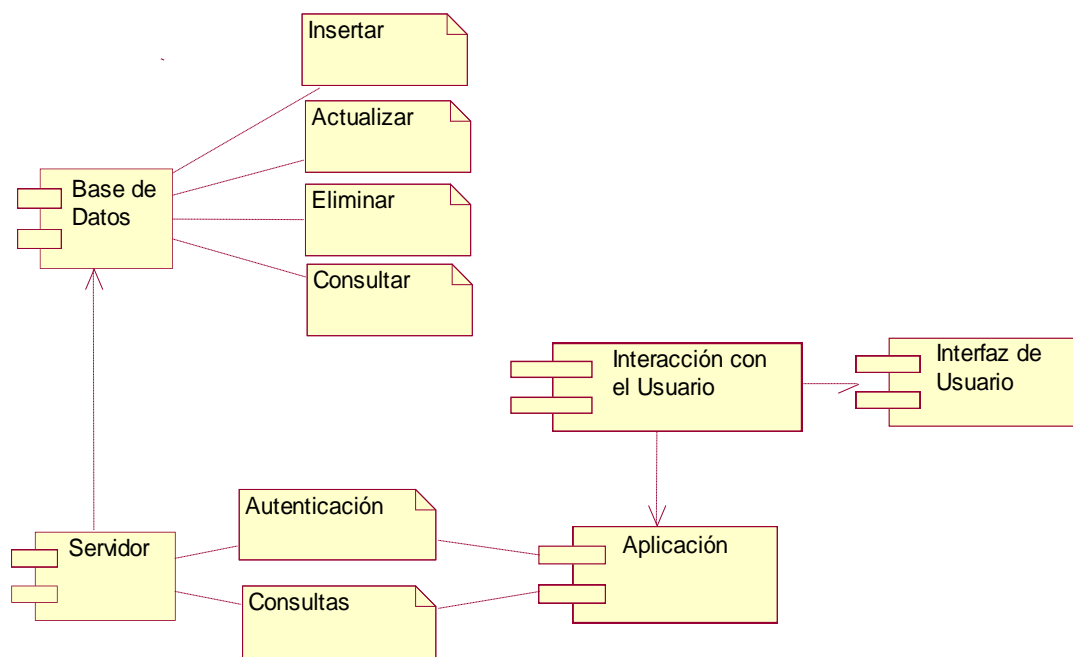 Insertar
Actualizar
Base de
Datos
Eliminar
Consultar
Interacción con
el Usuario
Interfaz de
Usuario
Autenticación
Servidor
Aplicación
Consultas